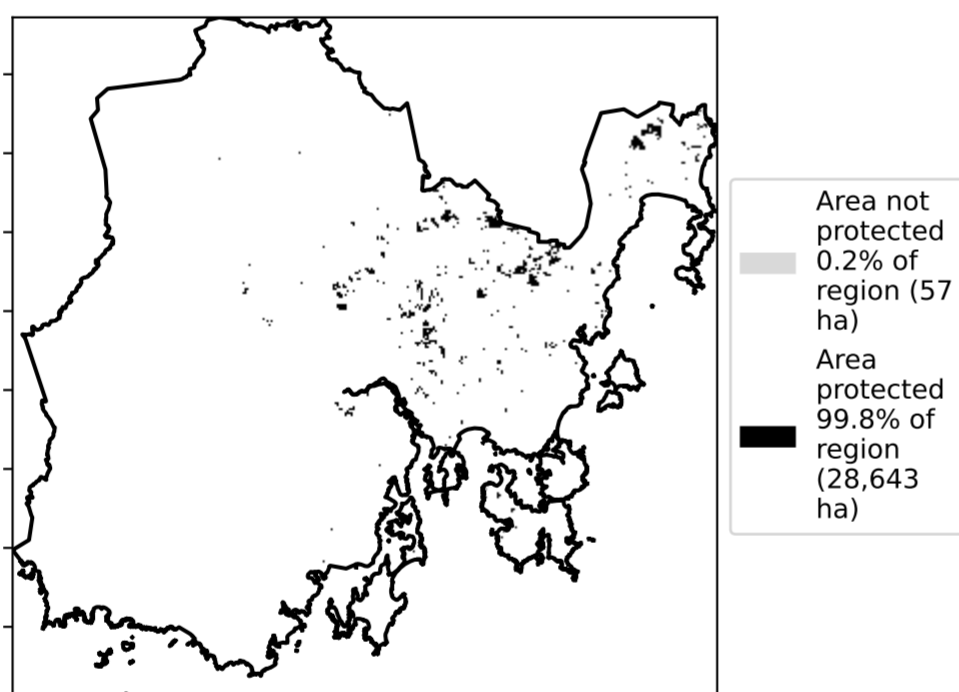 Area not
protected
0.2% of
region (57
ha)
Area
protected
99.8% of
region
(28,643
ha)